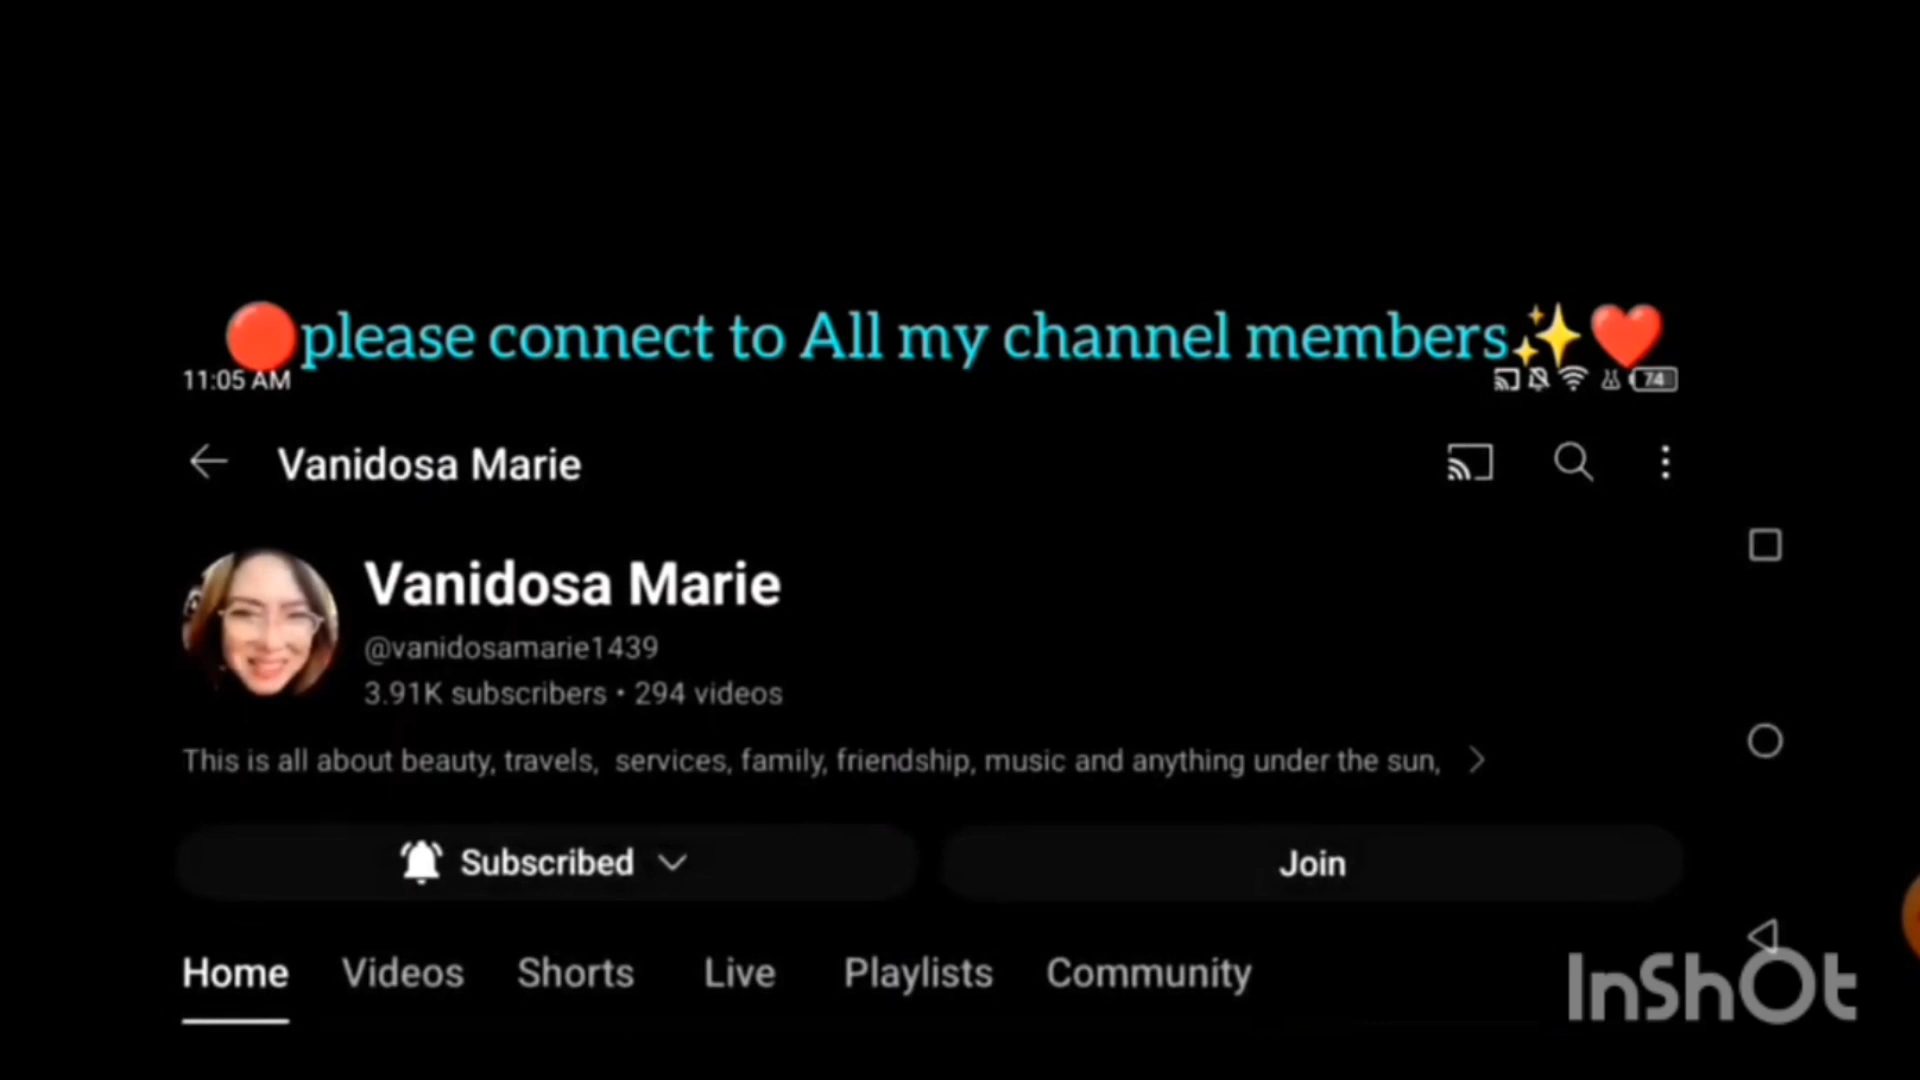 please connect to All my channel members
11:05 AM
74
Vanidosa Marie
Vanidosa Marie
@vanidosamarie1439
3.91K subscribers • 294 videos
This is all about beauty, travels, services, family, friendship, music and anything under the sun,
Subscribed
Join
Home Videos Shorts Live Playlists Community
InShOt